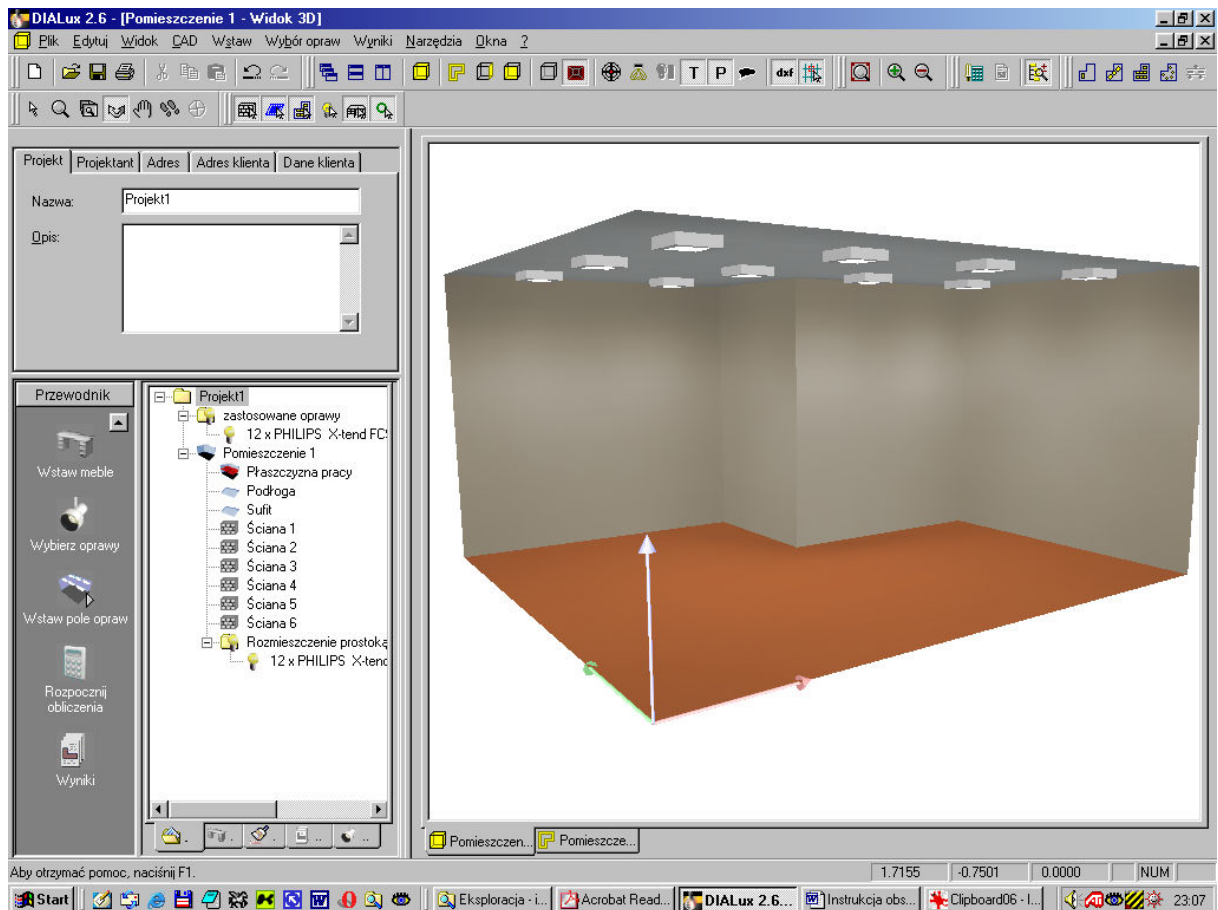 DIALux 2.6 - [Pomieszczenie 1 - Widok 3D]
Plik Edytuj Widok CAD Wstaw Wybór opraw Wyniki Narzędzia Okna ?
T P dxf
Projekt Projektant Adres Adres klienta Dane klienta
Nazwa: Projekt1
Opis:
Przewodnik
Wstaw meble
Wybierz oprawy
Wstaw pole opraw
Rozpocznij
obliczenia
Wyniki
Projekt1
zastosowane oprawy
12 x PHILIPS X-tend FC
Pomieszczenie 1
Płaszczyzna pracy
Podłoga
Sufit
Ściana 1
Ściana 2
Ściana 3
Ściana 4
Ściana 5
Ściana 6
Rozmieszczenie prostoką
12 x PHILIPS X-tend
Pomieszczen... Pomieszcze...
Aby otrzymać pomoc, naciśnij F1.
1.7155 -0.7501 0.0000 NUM
Start Eksploracja - i... Acrobat Read... DIALux 2.6... Instrukcja obs... Clipboard06 - I... 23:07